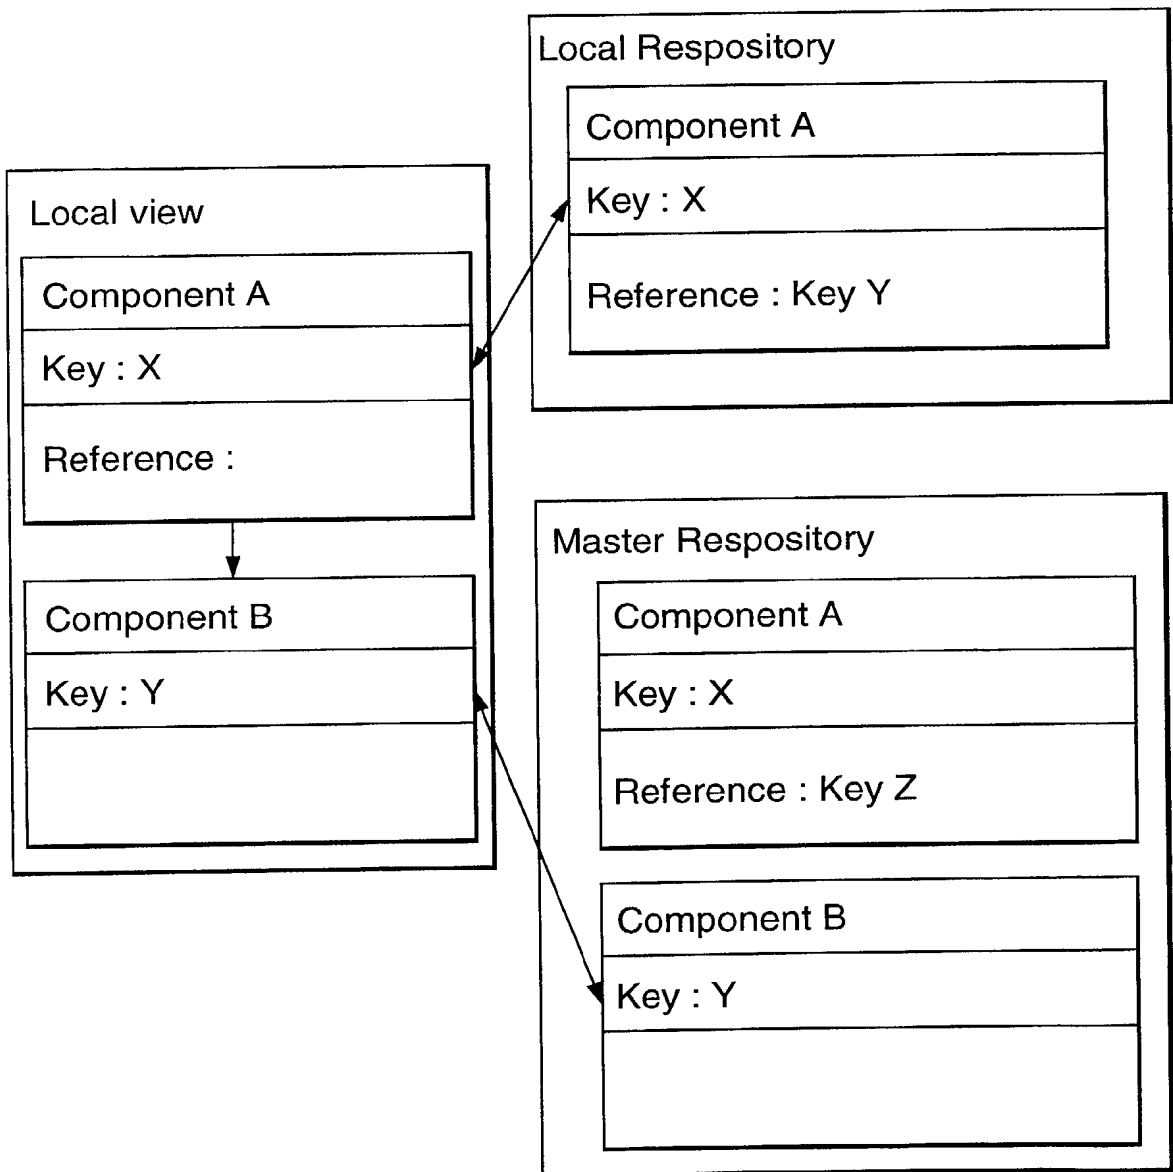 Local Respository
Component A
Key : X
Reference : Key Y
Local view
Component A
Key : X
Reference :
Component B
Key : Y
Master Respository
Component A
Key : X
Reference : Key Z
Component B
Key : Y